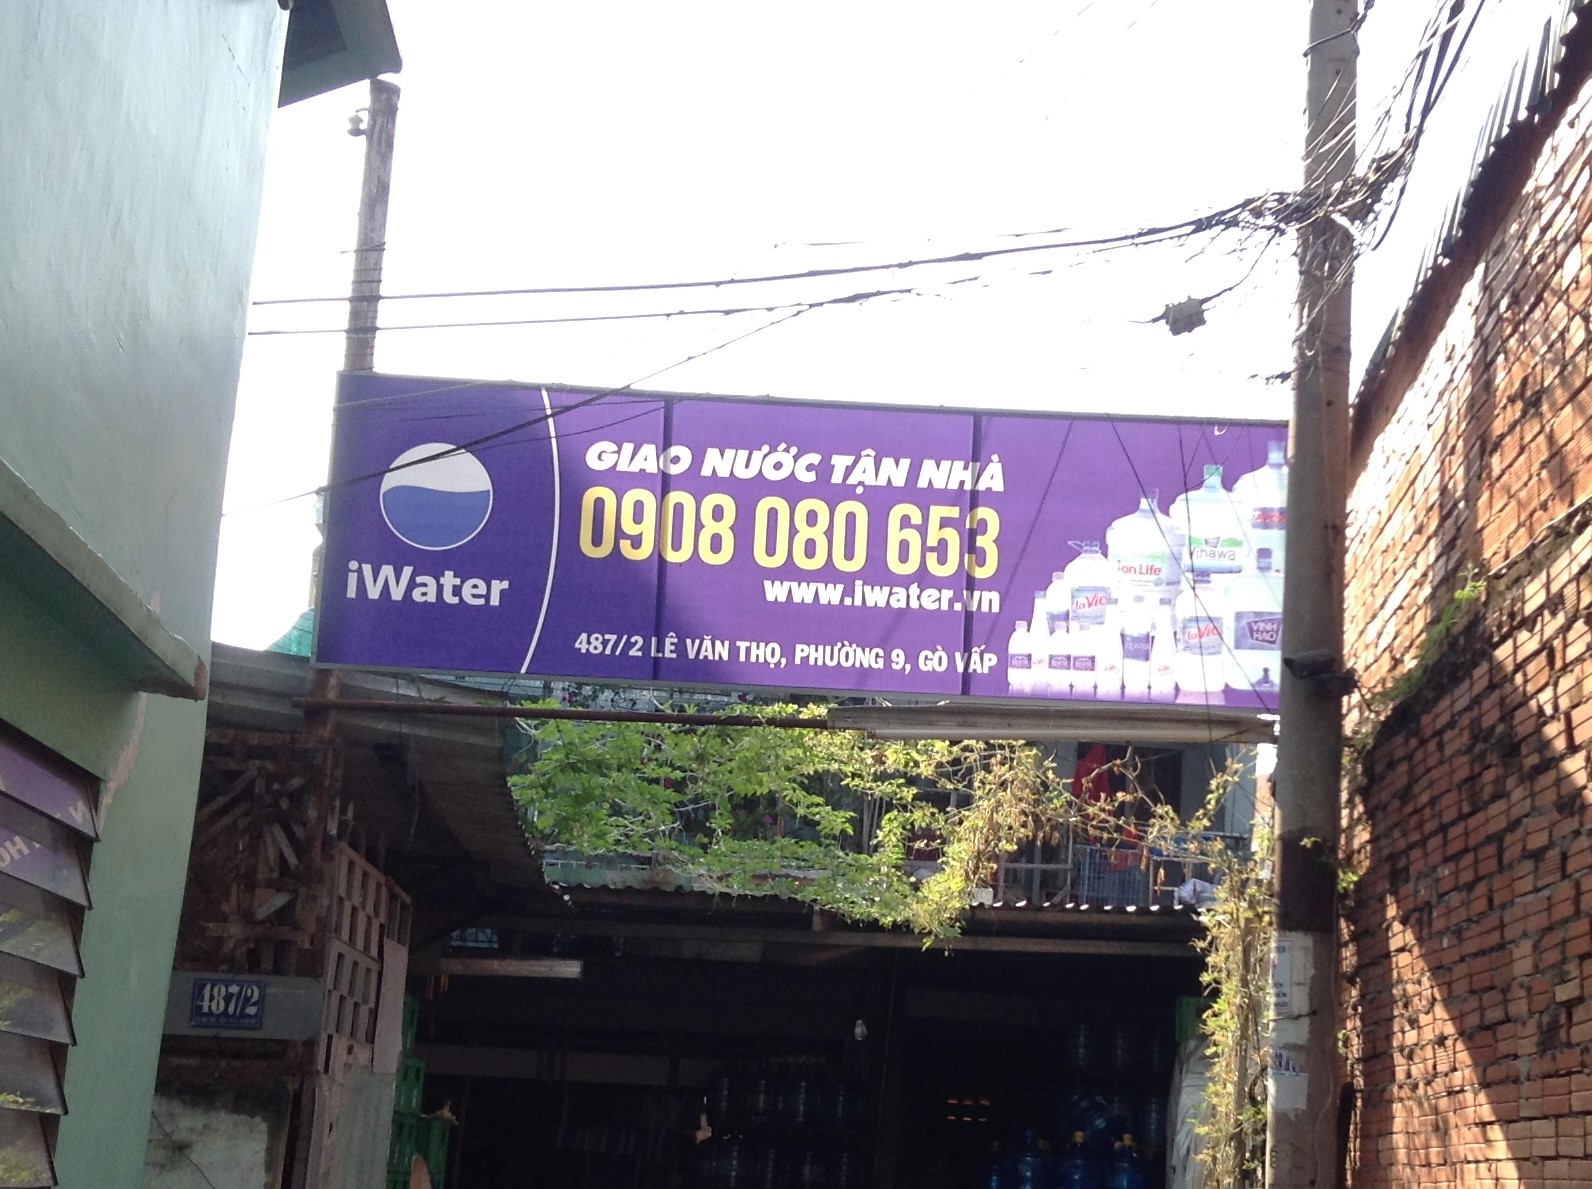 GIAO NƯỚC TẬN NHÀ
0908 080 653
www.iwater.vn
487/2 LÊ VĂN THỌ, PHƯỜNG 9, GÒ VẤP
iWater
ion Life
Vihawa
LaVie
LaVie
VĨNH HẢO
487/2